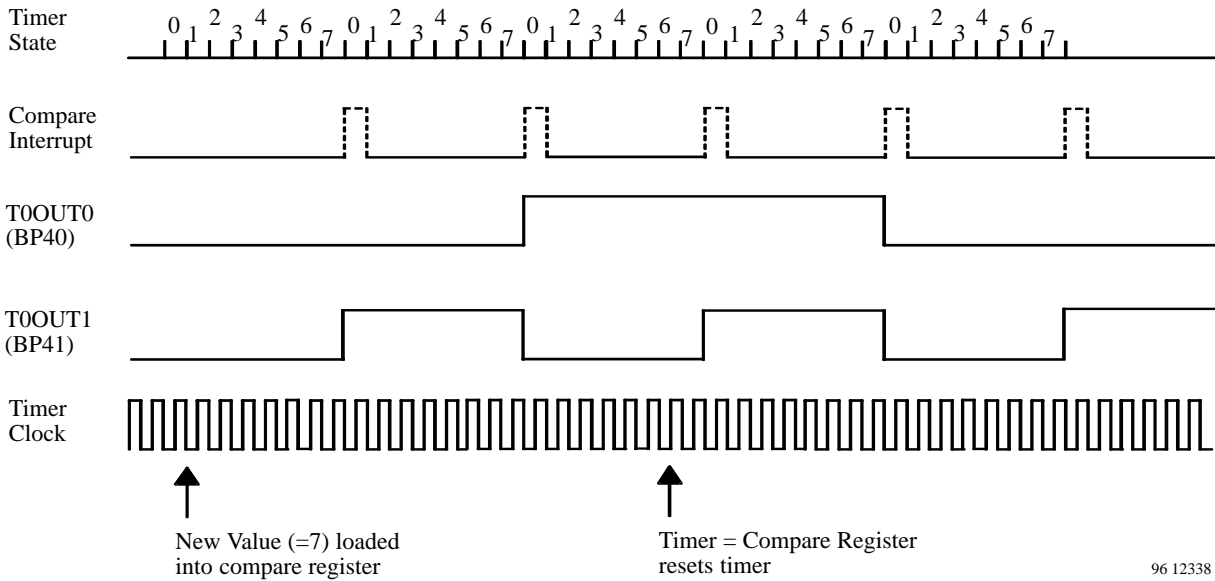 Timer
State
0 1 2 3 4 5 6 7 0 1 2 3 4 5 6 7 0 1 2 3 4 5 6 7 0 1 2 3 4 5 6 7 0 1 2 3 4 5 6 7
Compare
Interrupt
T0OUT0
(BP40)
T0OUT1
(BP41)
Timer
Clock
New Value (=7) loaded
into compare register
Timer = Compare Register
resets timer
96 12338